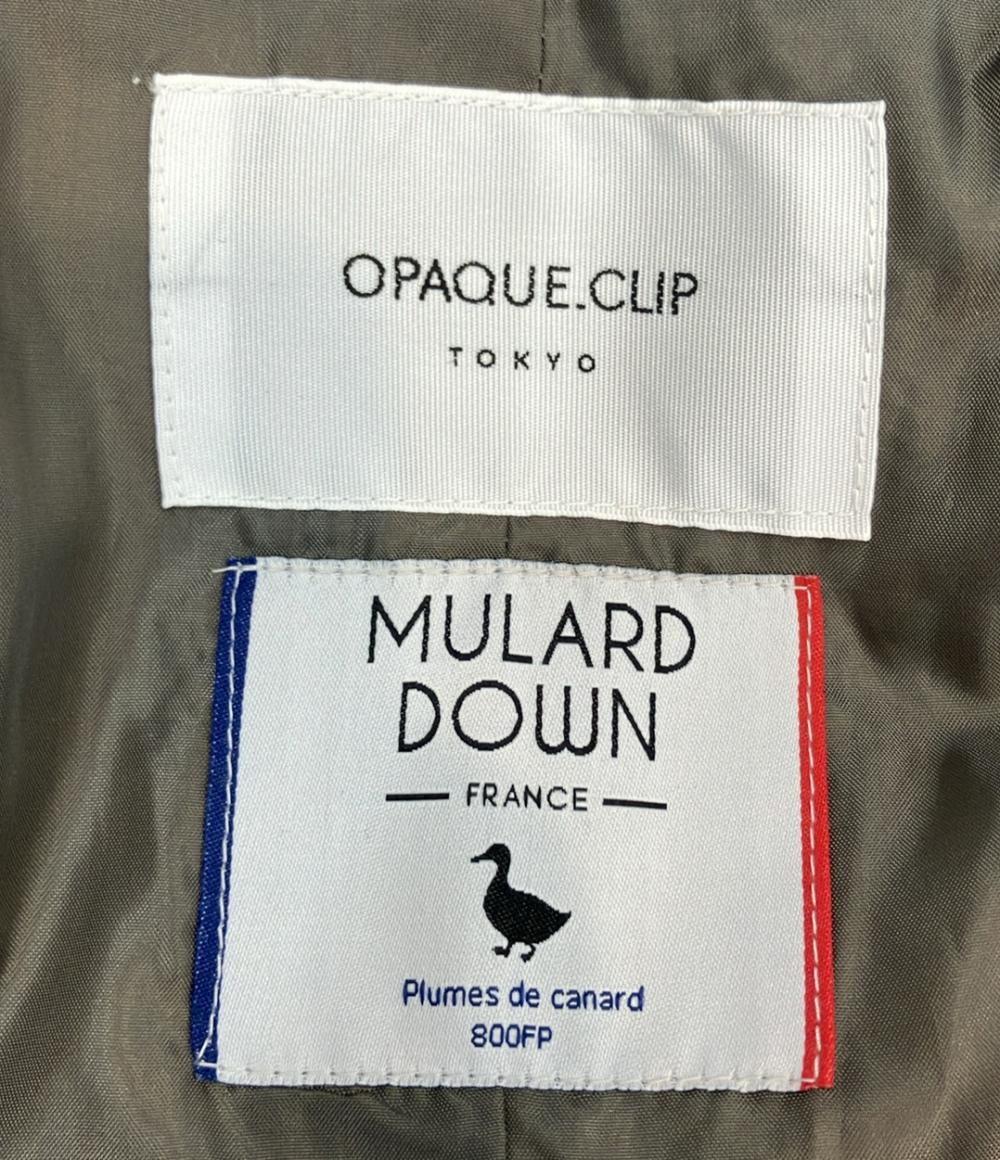 OPAQUE.CLIP
TOKYO
MULARD
DOWN
FRANCE
Plumes de canard
800FP